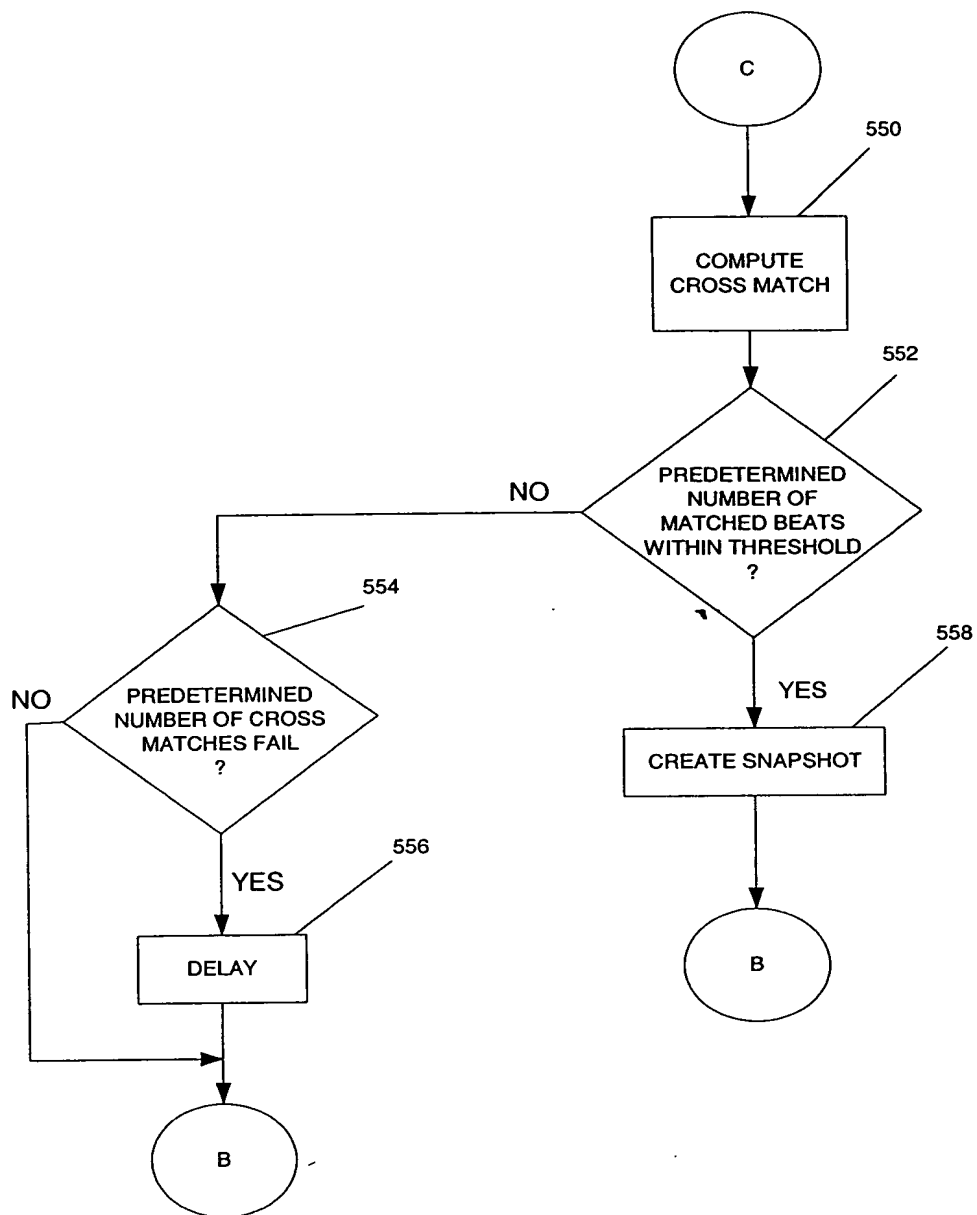 C
550
COMPUTE
CROSS MATCH
552
PREDETERMINED
NUMBER OF
MATCHED BEATS
WITHIN THRESHOLD
?
NO
554
PREDETERMINED
NUMBER OF CROSS
MATCHES FAIL
?
NO
YES
558
CREATE SNAPSHOT
YES
556
DELAY
B
B